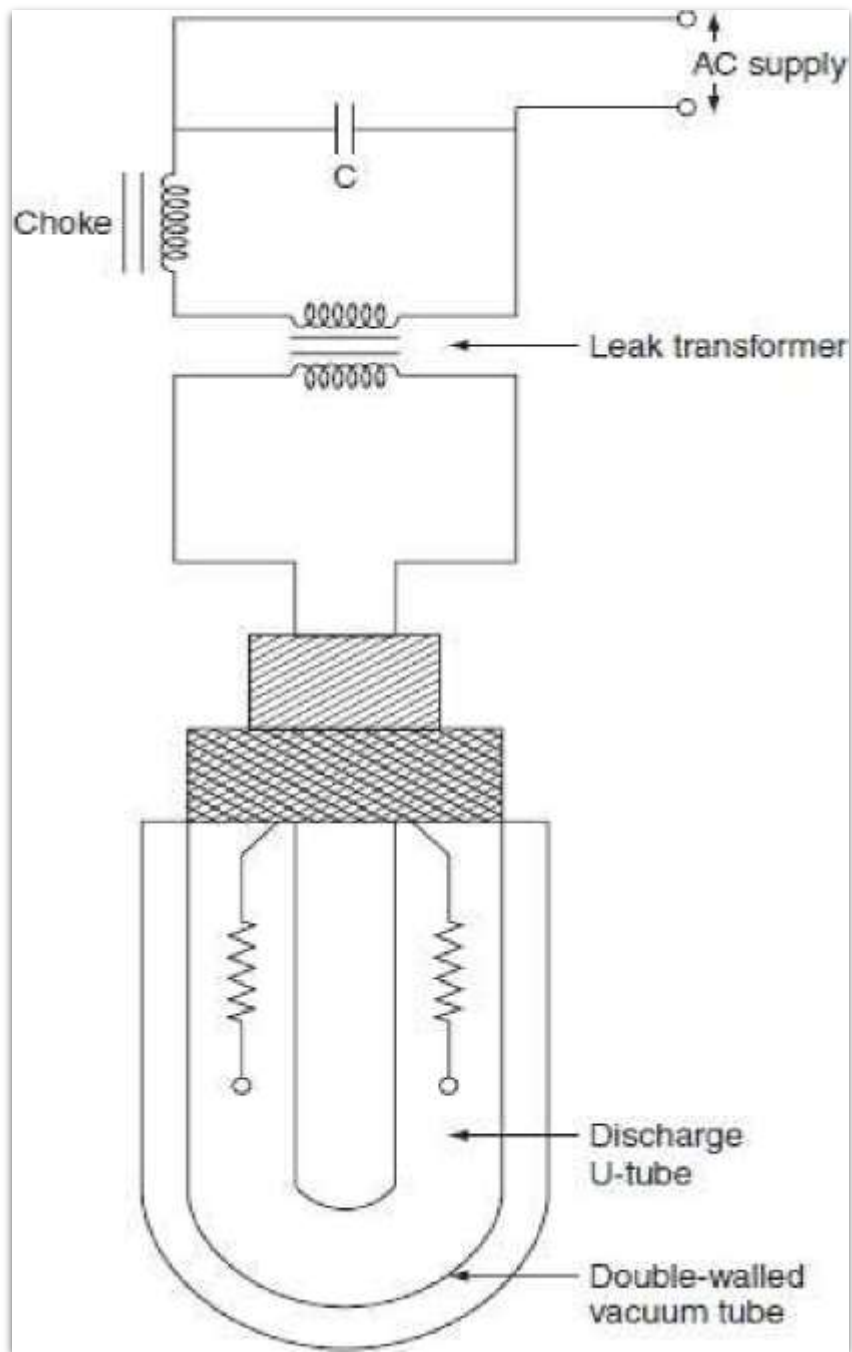 AC supply
C
Choke
Leak transformer
Discharge
U-tube
Double-walled
vacuum tube